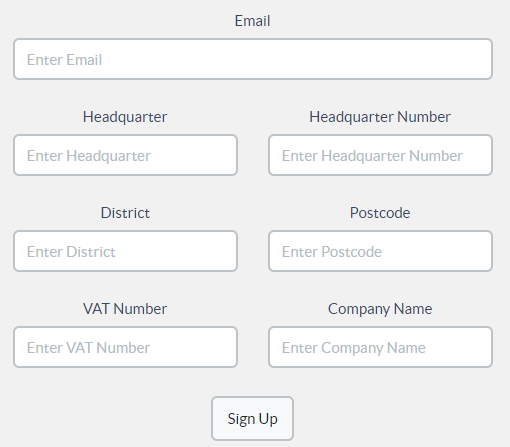 Email
Enter Email
Headquarter Headquarter Number
Enter Headquarter Enter Headquarter Number
District Postcode
Enter District Enter Postcode
VAT Number Company Name
Enter VAT Number Enter Company Name
Sign Up